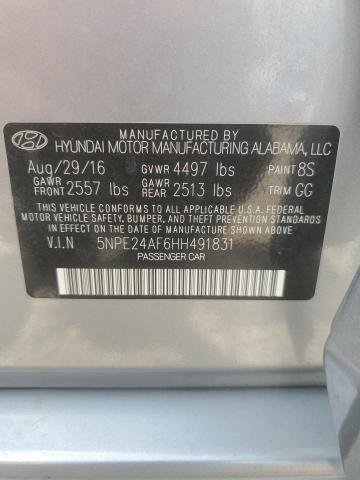 MANUFACTURED BY
HYUNDAI MOTOR MANUFACTURING ALABAMA, LLC
Aug/29/16 GVWR 4497 lbs PAINT 8S
GAWR FRONT 2557 lbs GAWR REAR 2513 lbs TRIM GG
THIS VEHICLE CONFORMS TO ALL APPLICABLE U.S.A. FEDERAL
MOTOR VEHICLE SAFETY, BUMPER, AND THEFT PREVENTION
STANDARDS IN EFFECT ON THE DATE OF MANUFACTURE SHOWN ABOVE.
V.I.N 5NPE24AF6HH491831
PASSENGER CAR